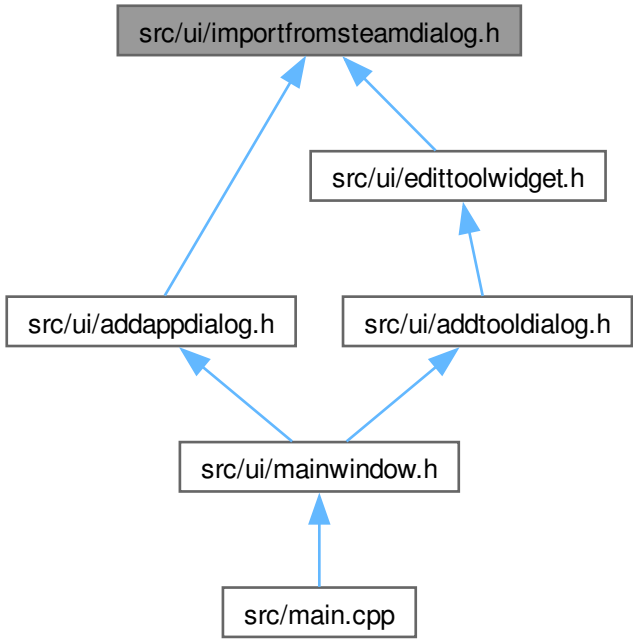 src/ui/importfromsteamdialog.h
src/ui/edittoolwidget.h
src/ui/addappdialog.h
src/ui/addtooldialog.h
src/ui/mainwindow.h
src/main.cpp